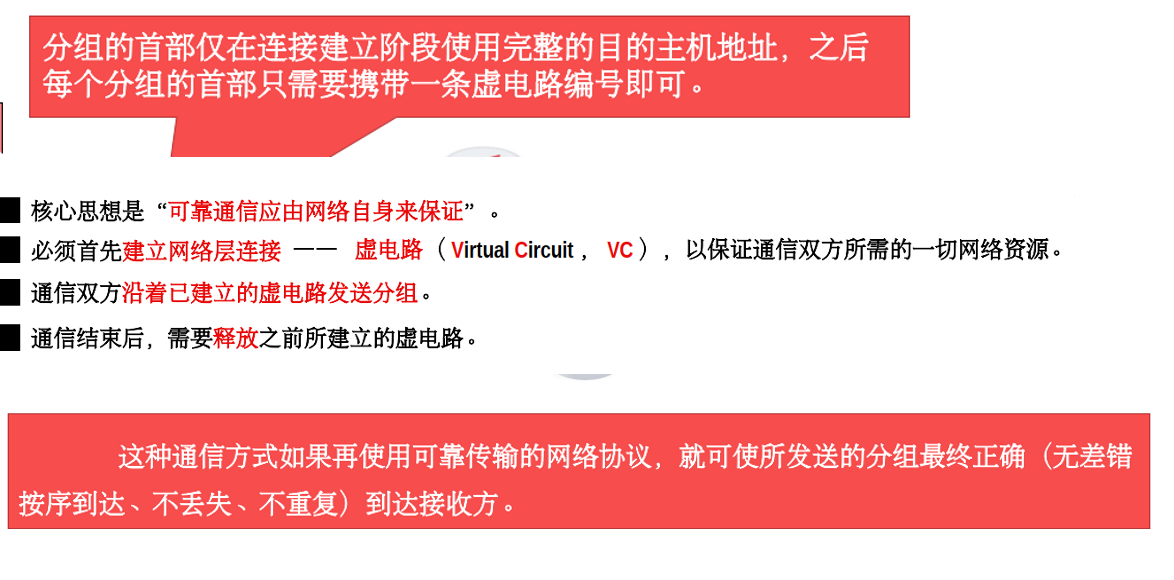 分组的首部仅在连接建立阶段使用完整的目的主机地址，之后
每个分组的首部只需要携带一条虚电路编号即可。
核心思想是“可靠通信应由网络自身来保证”。
必须首先建立网络层连接 —— 虚电路（Virtual Circuit， VC），以保证通信双方所需的一切网络资源。
通信双方沿着已建立的虚电路发送分组。
通信结束后，需要释放之前所建立的虚电路。
这种通信方式如果再使用可靠传输的网络协议，就可使所发送的分组最终正确（无差错
按序到达、不丢失、不重复）到达接收方。